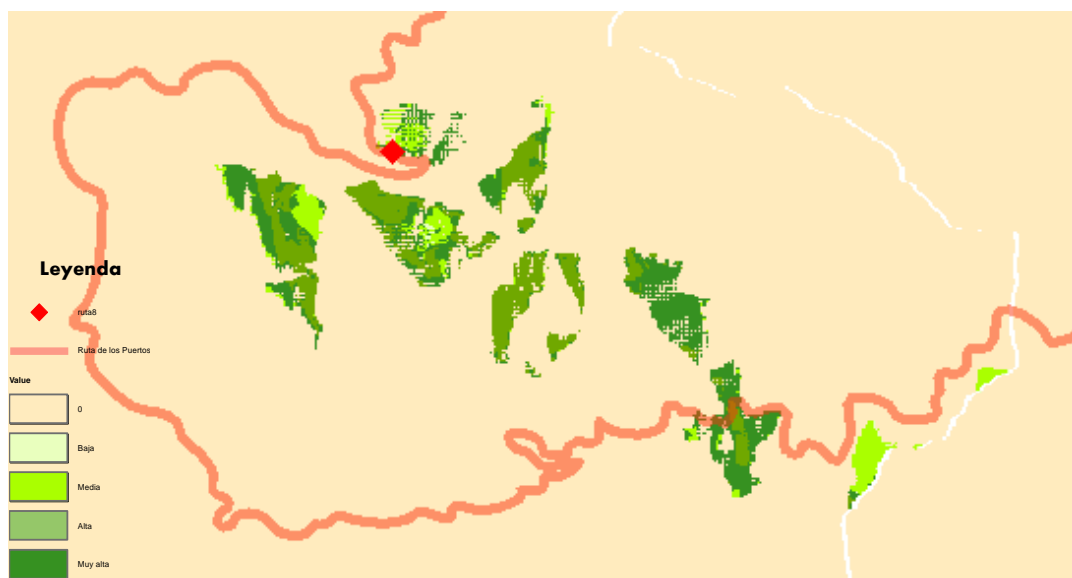 Leyenda
ruta8
Ruta de los Puertos
Value
0
Baja
Media
Alta
Muy alta